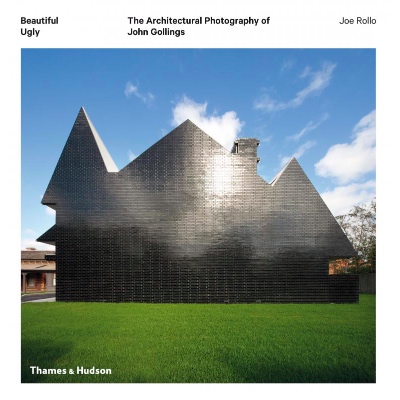 Beautiful
Ugly
The Architectural Photography of
John Gollings
Joe Rollo
Thames & Hudson